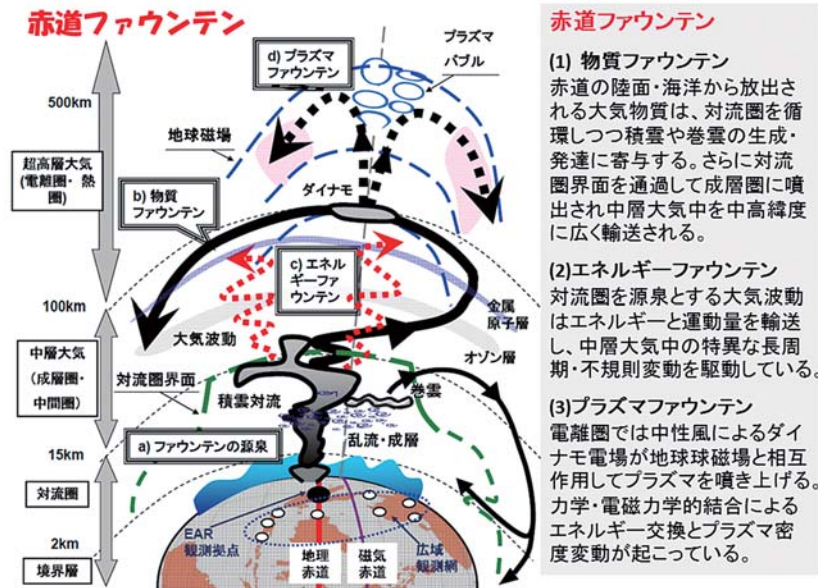 赤道ファウンテン
500km
超高層大気
(電離圏・熱
圏)
100km
中層大気
(成層圏・
中間圏)
15km
対流圏
2km
境界層
d) プラズマ
ファウンテン
プラズマ
バブル
地球磁場
ダイナモ
b) 物質
ファウンテン
c) エネル
ギーファ
ウンテン
金属
原子層
大気波動
オゾン層
対流圏界面
積雲対流
巻雲
乱流・成層
a) ファウンテンの源泉
EAR
観測拠点
地理
赤道
磁気
赤道
広域
観測網
赤道ファウンテン
(1) 物質ファウンテン
赤道の陸面・海洋から放出さ
れる大気物質は、対流圏を循
環しつつ積雲や巻雲の生成・
発達に寄与する。さらに対流
圏界面を通過して成層圏に噴
出され中層大気中を中高緯度
に広く輸送される。
(2)エネルギーファウンテン
対流圏を源泉とする大気波動
はエネルギーと運動量を輸送
し、中層大気中の特異な長周
期・不規則変動を駆動している。
(3)プラズマファウンテン
電離圏では中性風によるダイ
ナモ電場が地球球磁場と相互
作用してプラズマを噴き上げる。
力学・電磁力学的結合による
エネルギー交換とプラズマ密
度変動が起こっている。